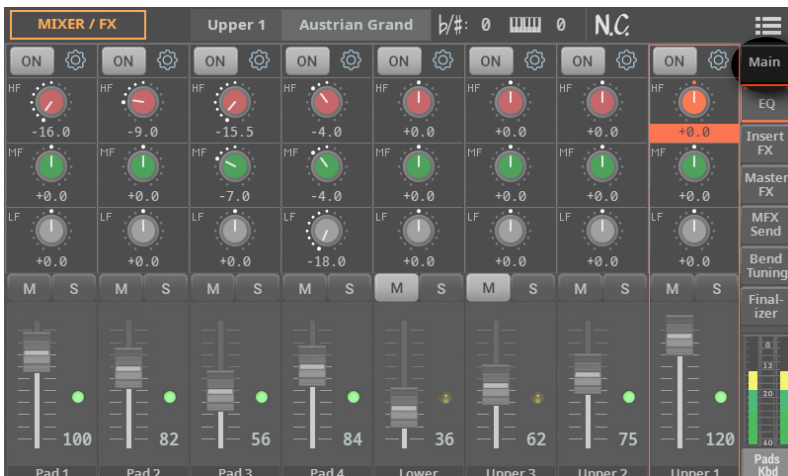 MIXER / FX Upper 1 Austrian Grand b/#: 0 0 N.C.
ON ON ON ON ON ON ON ON Main
HF HF HF HF HF HF HF HF EQ
-16.0 -9.0 -15.5 -4.0 +0.0 +0.0 +0.0 +0.0
Insert
FX
MF MF MF MF MF MF MF MF
+0.0 +0.0 -7.0 -4.0 +0.0 +0.0 +0.0 +0.0
Master
FX
LF LF LF LF LF LF LF LF
MFX
Send
+0.0 +0.0 +0.0 -18.0 +0.0 +0.0 +0.0 +0.0
Bend
Tuning
M S M S M S M S M S M S M S M S
Final-
izer
0
12
20
40
100 82 56 84 36 62 75 120
Pad 1 Pad 2 Pad 3 Pad 4 Lower Upper 3 Upper 2 Upper 1
Pads
Kbd